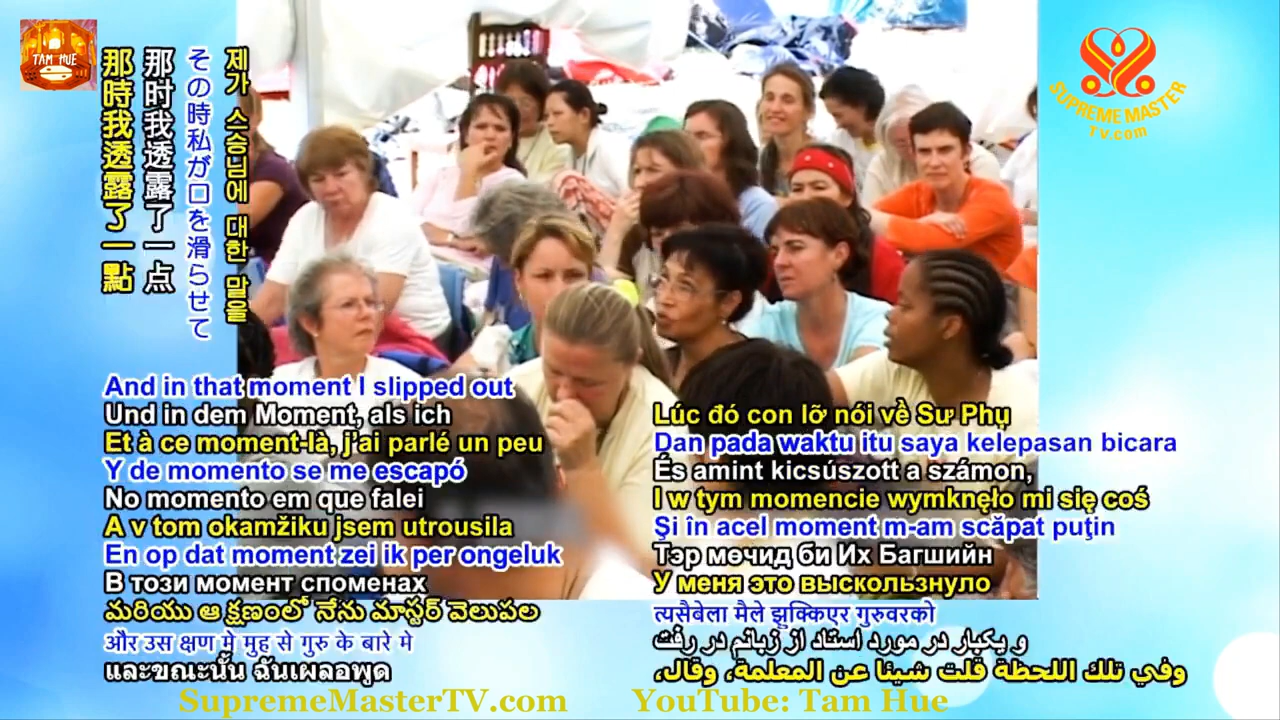 TAM HUE
SUPREME MASTER
TV.com
那時我透露了一點
那时我透露了一点
その時私が口を滑らせて
제가 스승님에 대한 말을
And in that moment I slipped out
Und in dem Moment, als ich
Et à ce moment-là, j'ai parlé un peu
Y de momento se me escapó
No momento em que falei
A v tom okamžiku jsem utrousila
En op dat moment zei ik per ongeluk
В този момент споменах
మరియు ఆ క్షణంలో నేను మాస్టర్ వెలుపల
और उस क्षण मे मुह से गुरु के बारे मे
และขณะนั้น ฉันเผลอพูด
Lúc đó con lỡ nói về Sư Phụ
Dan pada waktu itu saya kelepasan bicara
És amint kicsúszott a számon,
I w tym momencie wymknęło mi się coś
Şi în acel moment m-am scăpat puţin
Тэр мөчид би Их Багшийн
У меня это выскользнуло
त्यसैबेला मैले झुक्किएर गुरुवरको
و یکبار در مورد استاد از زبانم در رفت
وفي تلك اللحظة قلت شيئا عن المعلمة، وقال،
SupremeMasterTV.com
YouTube: Tam Hue